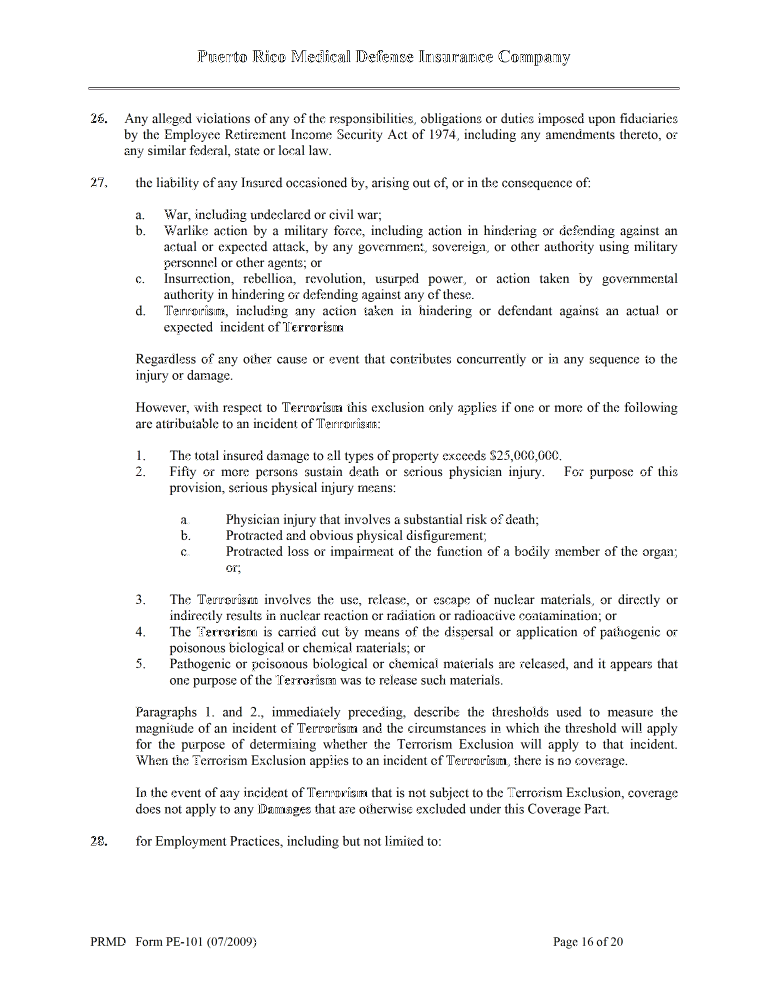 Puerto Rico Medical Defense Insurance Company
26. Any alleged violations of any of the responsibilities, obligations or duties imposed upon fiduciaries
by the Employee Retirement Income Security Act of 1974, including any amendments thereto, or
any similar federal, state or local law.
27. the liability of any Insured occasioned by, arising out of, or in the consequence of:
a. War, including undeclared or civil war;
b. Warlike action by a military force, including action in hindering or defending against an
actual or expected attack, by any government, sovereign, or other authority using military
personnel or other agents; or
c. Insurrection, rebellion, revolution, usurped power, or action taken by governmental
authority in hindering or defending against any of these.
d. Terrorism, including any action taken in hindering or defendant against an actual or
expected incident of Terrorism
Regardless of any other cause or event that contributes concurrently or in any sequence to the
injury or damage.
However, with respect to Terrorism this exclusion only applies if one or more of the following
are attributable to an incident of Terrorism:
1. The total insured damage to all types of property exceeds $25,000,000.
2. Fifty or more persons sustain death or serious physician injury. For purpose of this
provision, serious physical injury means:
a. Physician injury that involves a substantial risk of death;
b. Protracted and obvious physical disfigurement;
c. Protracted loss or impairment of the function of a bodily member of the organ;
or;
3. The Terrorism involves the use, release, or escape of nuclear materials, or directly or
indirectly results in nuclear reaction or radiation or radioactive contamination; or
4. The Terrorism is carried out by means of the dispersal or application of pathogenic or
poisonous biological or chemical materials; or
5. Pathogenic or poisonous biological or chemical materials are released, and it appears that
one purpose of the Terrorism was to release such materials.
Paragraphs 1. and 2., immediately preceding, describe the thresholds used to measure the
magnitude of an incident of Terrorism and the circumstances in which the threshold will apply
for the purpose of determining whether the Terrorism Exclusion will apply to that incident.
When the Terrorism Exclusion applies to an incident of Terrorism, there is no coverage.
In the event of any incident of Terrorism that is not subject to the Terrorism Exclusion, coverage
does not apply to any Damages that are otherwise excluded under this Coverage Part.
28. for Employment Practices, including but not limited to:
PRMD Form PE-101 (07/2009) Page 16 of 20